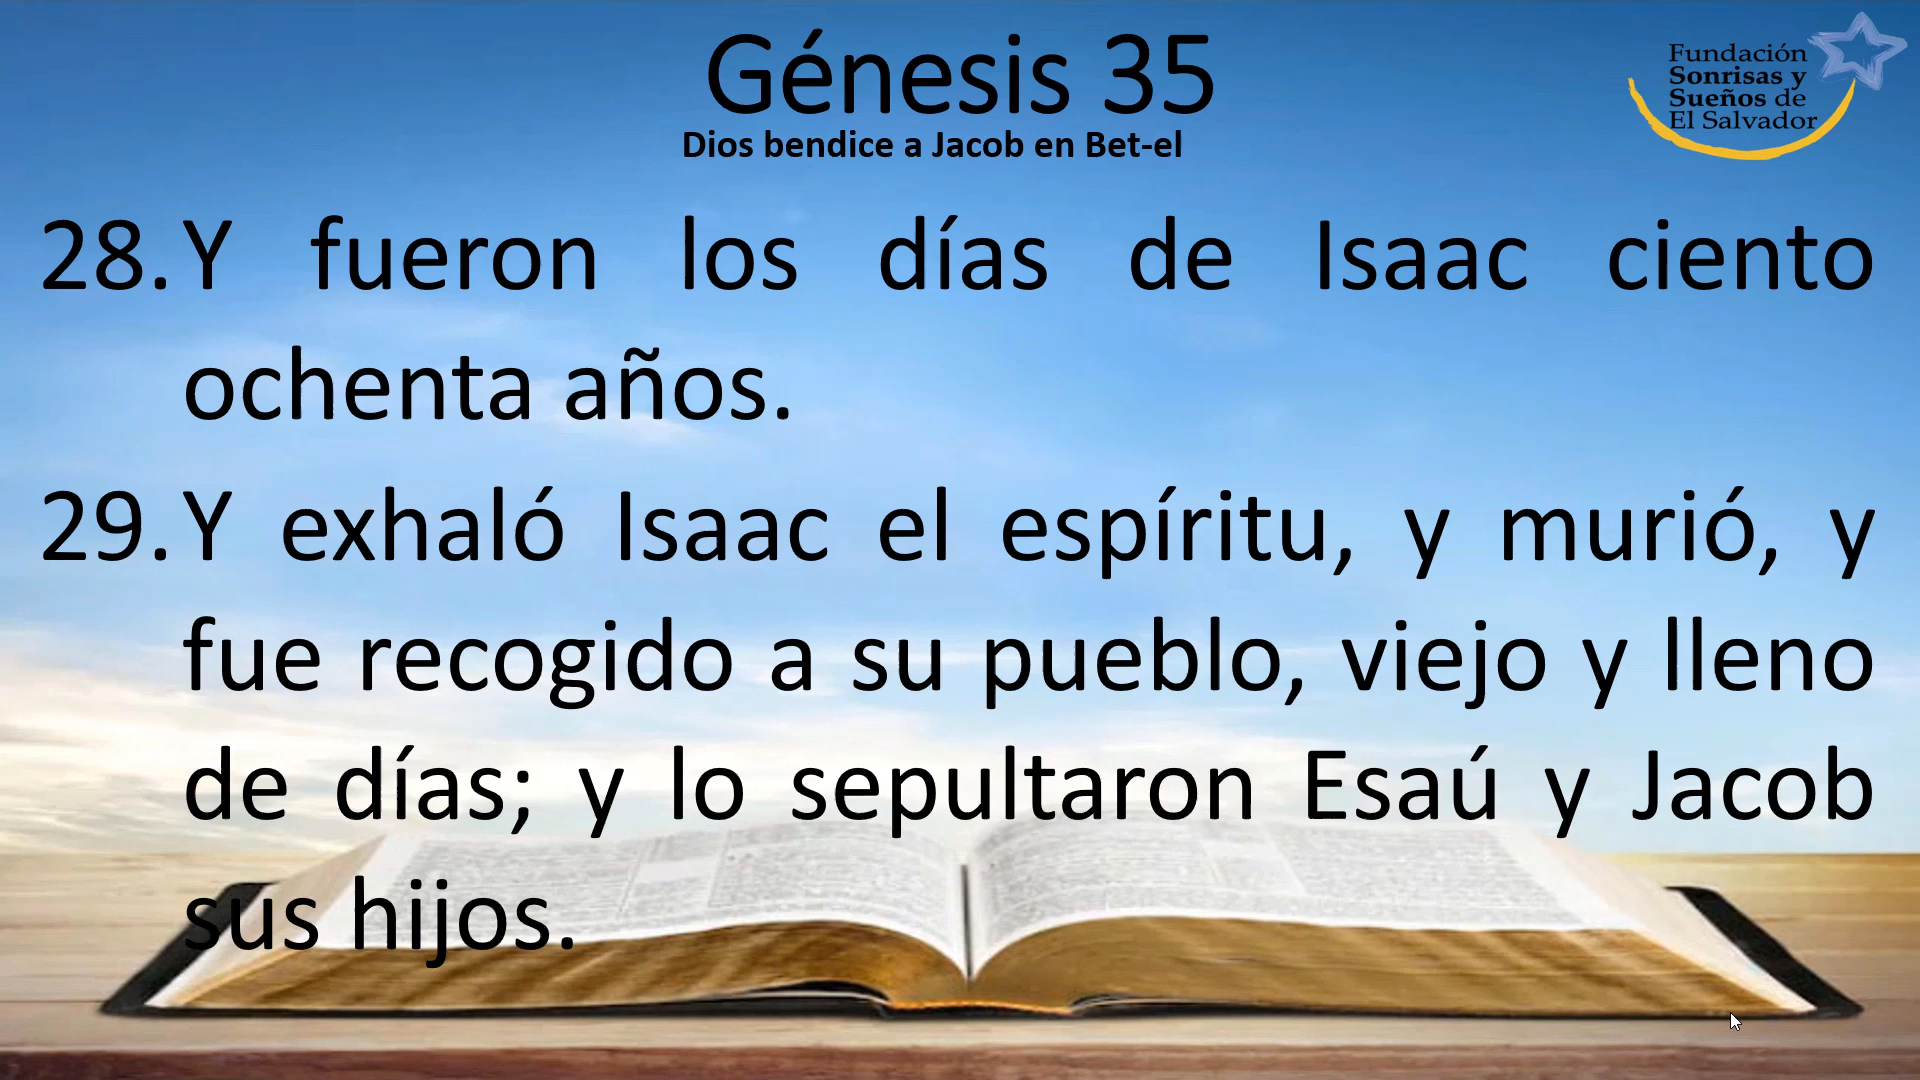 Génesis 35
Dios bendice a Jacob en Bet-el
Fundación
Sonrisas y
Sueños de
El Salvador
28. Y fueron los días de Isaac ciento
ochenta años.
29. Y exhaló Isaac el espíritu, y murió, y
fue recogido a su pueblo, viejo y lleno
de días; y lo sepultaron Esaú y Jacob
sus hijos.